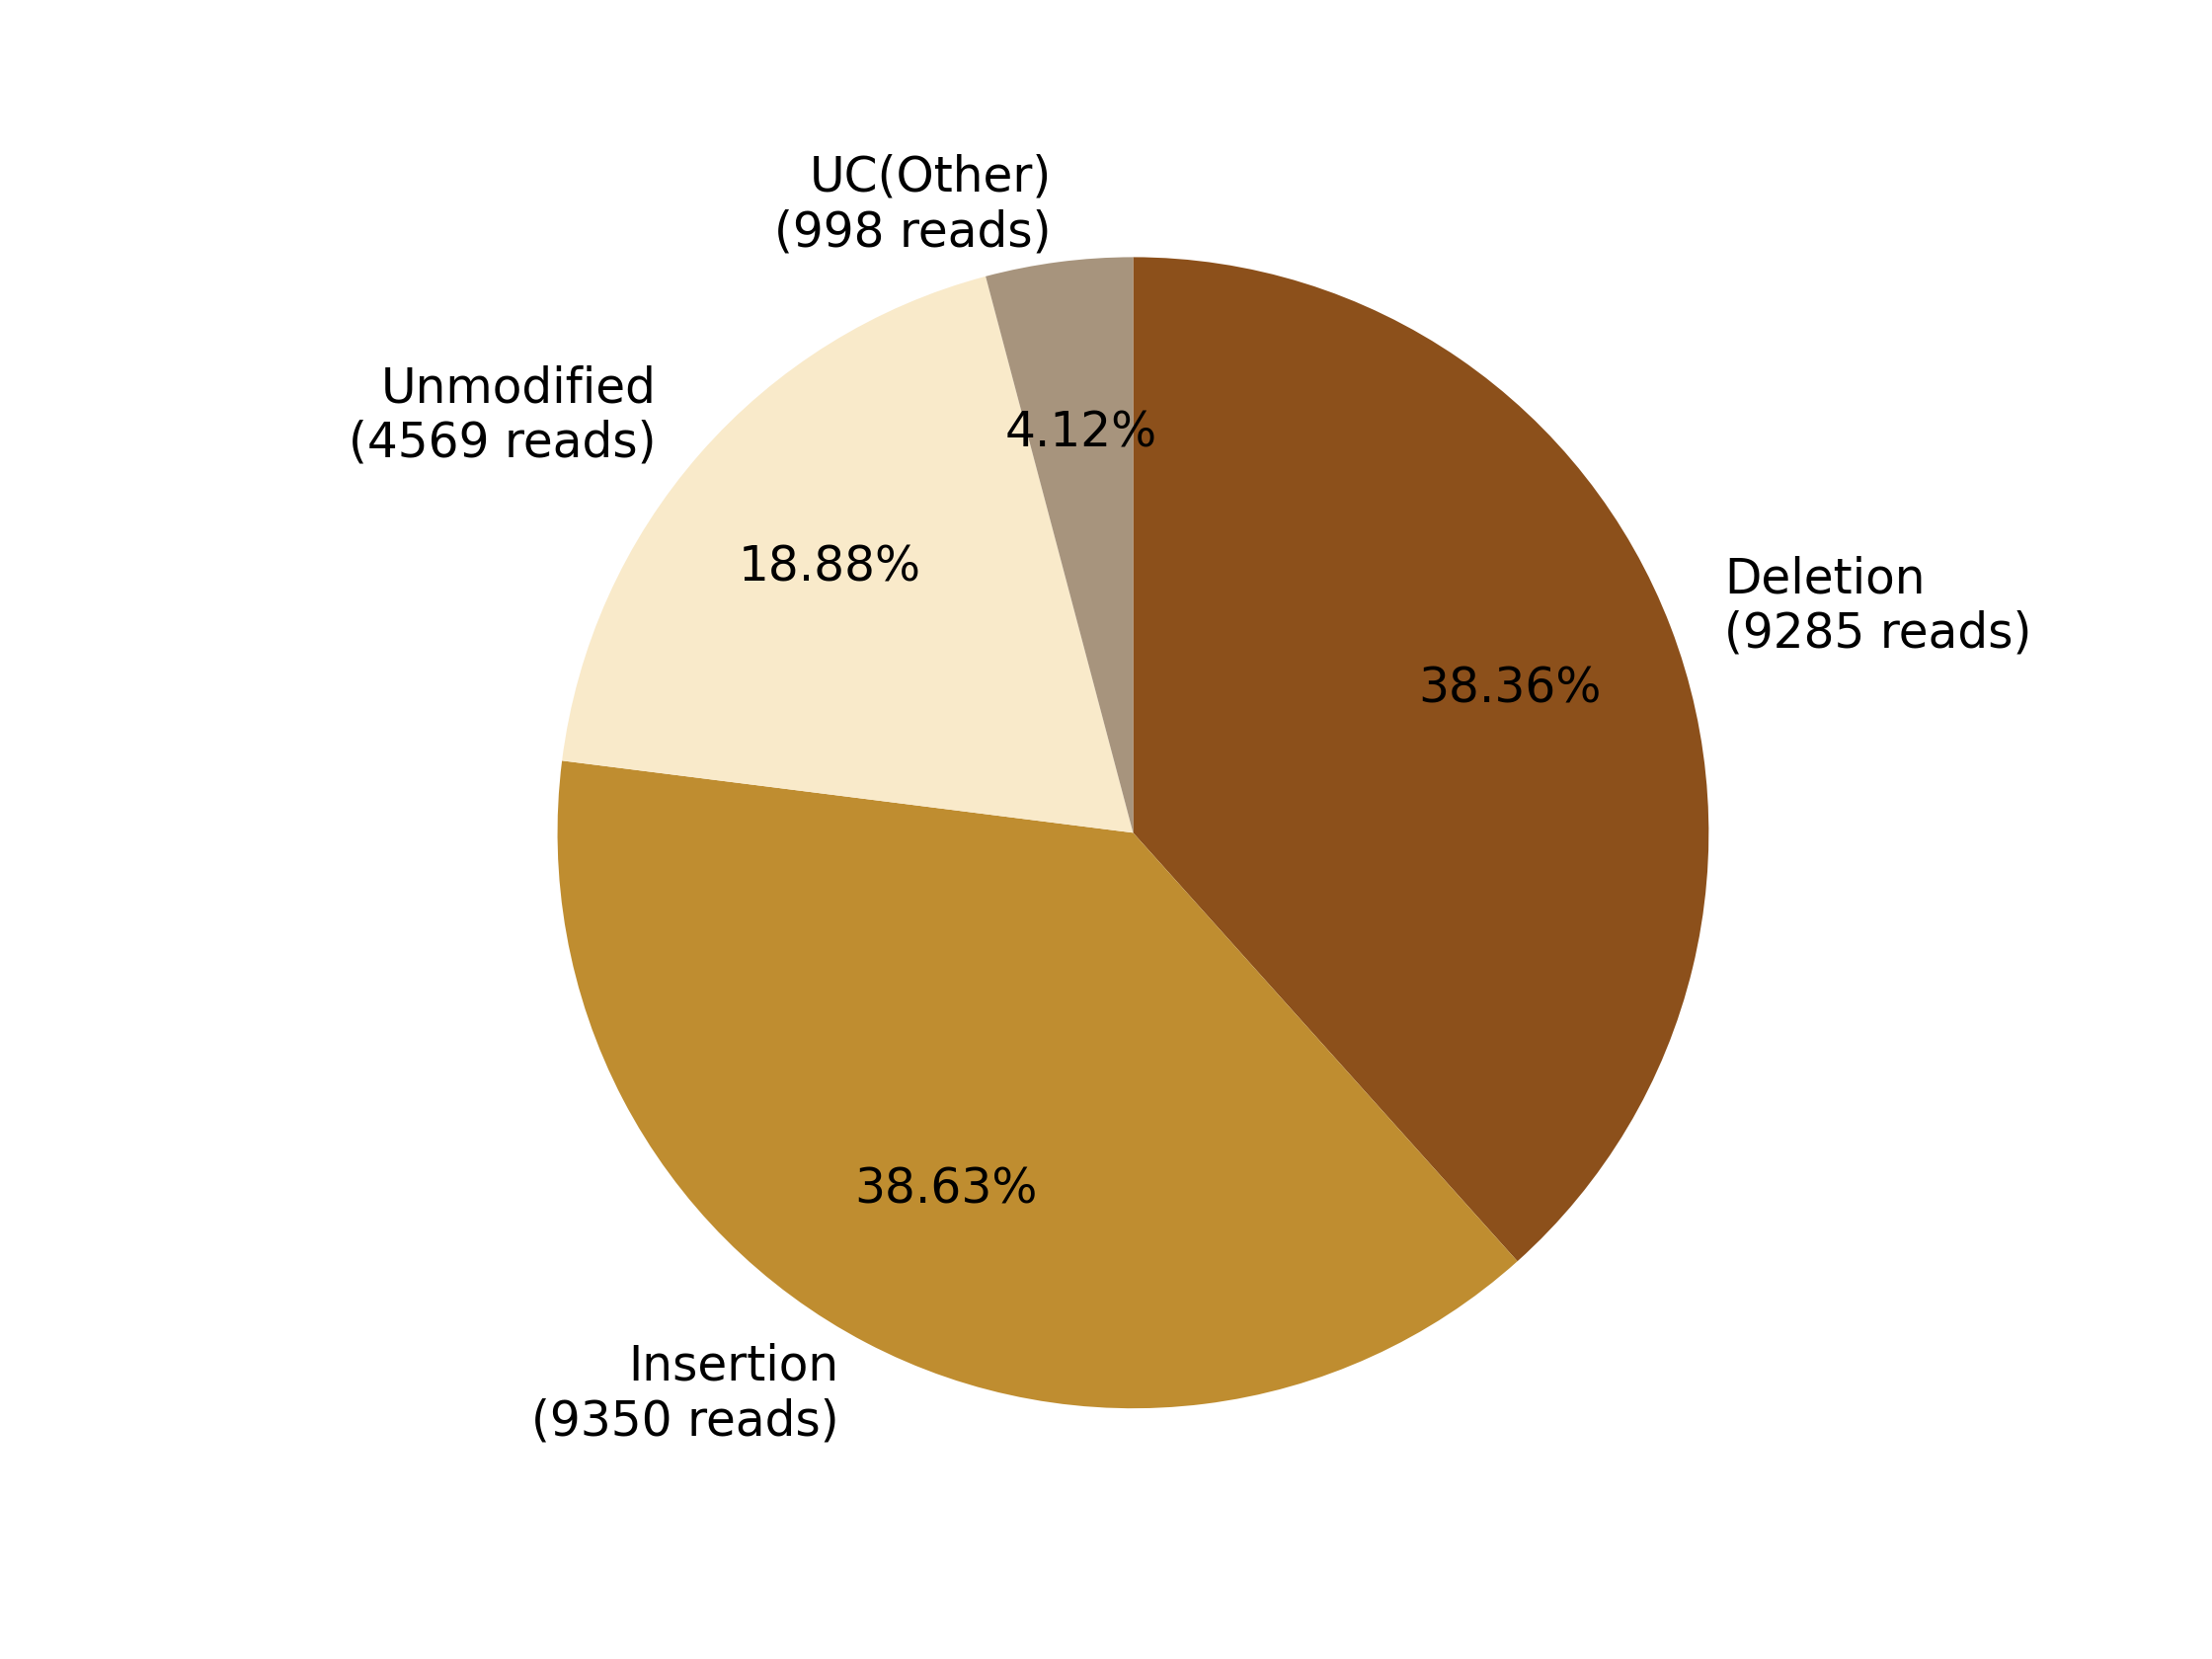 UC(Other)
(998 reads)
Unmodified
(4569 reads)
4.12%
18.88%
Deletion
(9285 reads)
38.36%
38.63%
Insertion
(9350 reads)